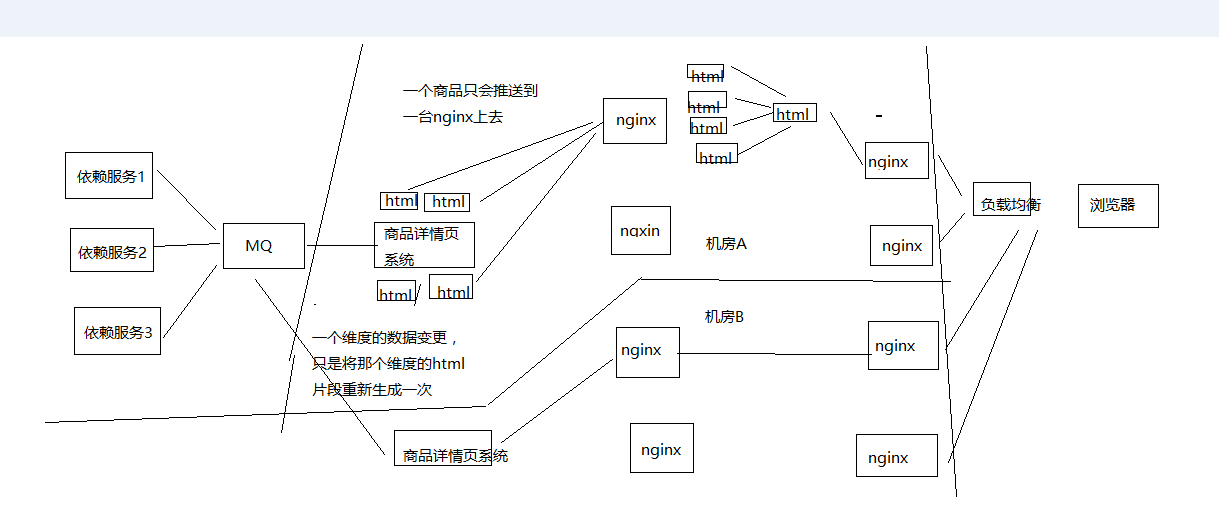 一个商品只会推送到
一台nginx上去
依赖服务1
依赖服务2
依赖服务3
MQ
html
html
商品详情页
系统
html
html
一个维度的数据变更，
只是将那个维度的html
片段重新生成一次
商品详情页系统
nginx
nqxin
机房A
机房B
nginx
nginx
html
html
html
html
html
nginx
nginx
nginx
nginx
负载均衡
浏览器